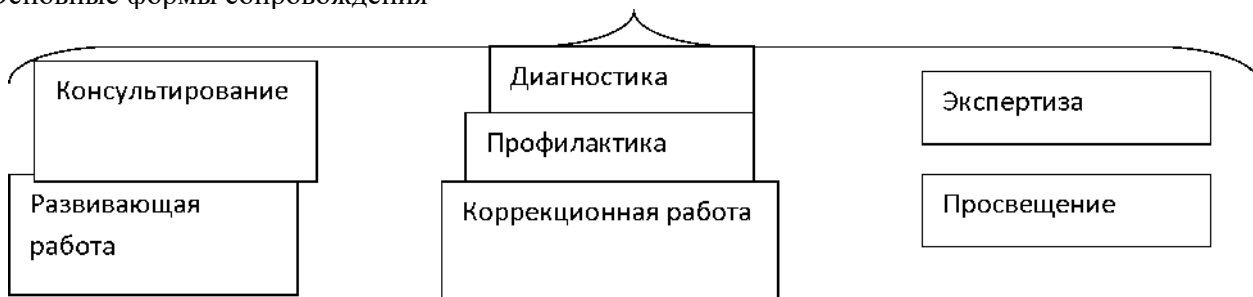 Основные формы сопровождения
Консультирование
Диагностика
Экспертиза
Профилактика
Развивающая
работа
Коррекционная работа
Просвещение